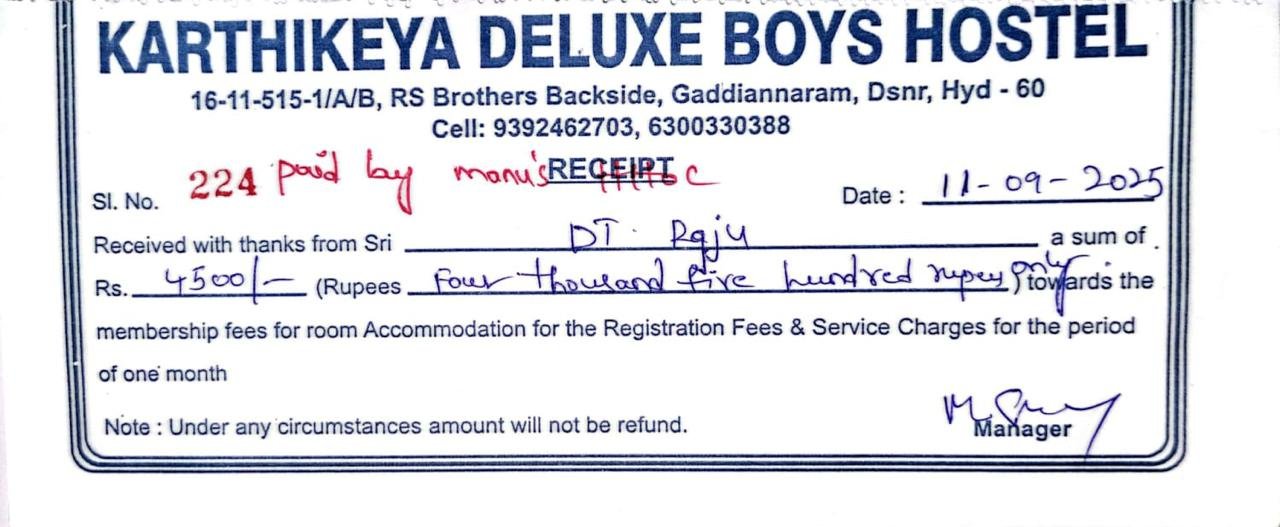 KARTHIKEYA DELUXE BOYS HOSTEL
16-11-515-1/A/B, RS Brothers Backside, Gaddiannaram, Dsnr, Hyd - 60
Cell: 9392462703, 6300330388
RECEIPT
Sl. No. 224 paid by manu's
Date : 11-09-2025
Received with thanks from Sri DT. Raju a sum of
Rs. 4500/- (Rupees Four thousand five hundred rupey only) towards the
membership fees for room Accommodation for the Registration Fees & Service Charges for the period
of one month
Note : Under any circumstances amount will not be refund.
Manager